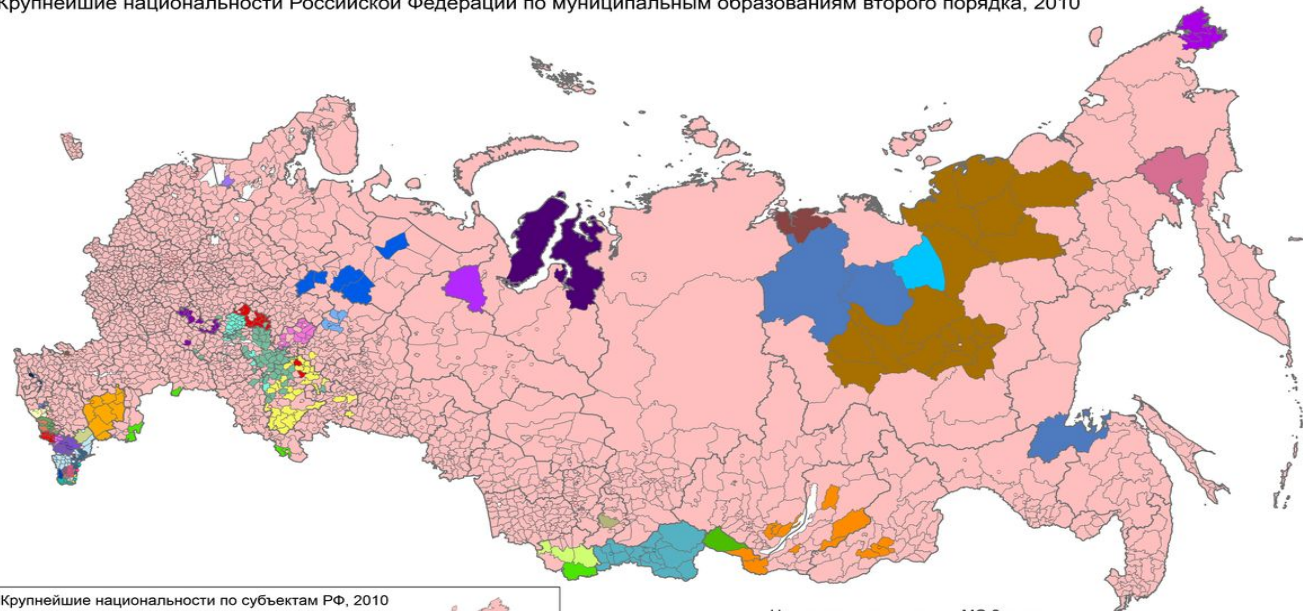 Крупнейшие национальности Российской Федерации по муниципальным образованиям второго порядка, 2010
Крупнейшие национальности по субъектам РФ, 2010